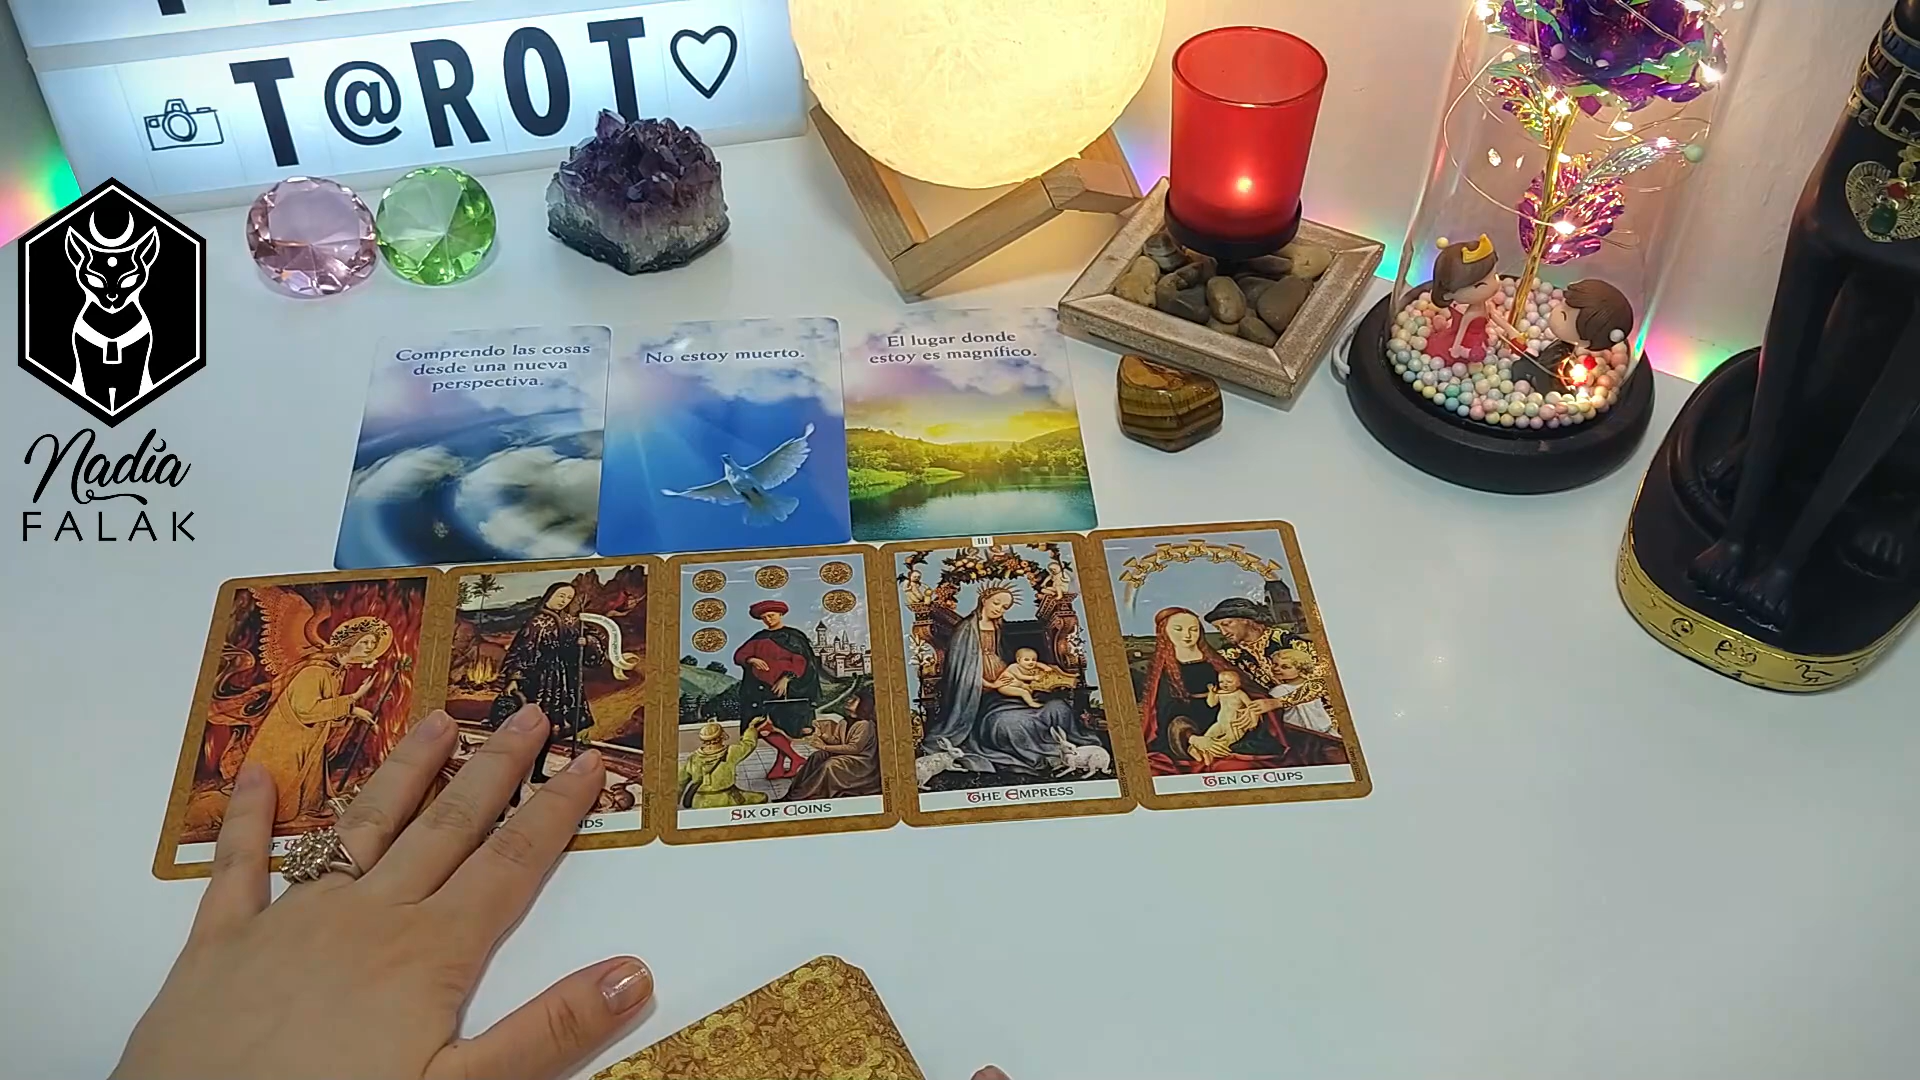 T@ROT♡
Nadia
FALAK
Comprendo las cosas
desde una nueva
perspectiva.
No estoy muerto.
El lugar donde
estoy es magnífico.
SIX OF COINS
III
THE EMPRESS
TEN OF CUPS